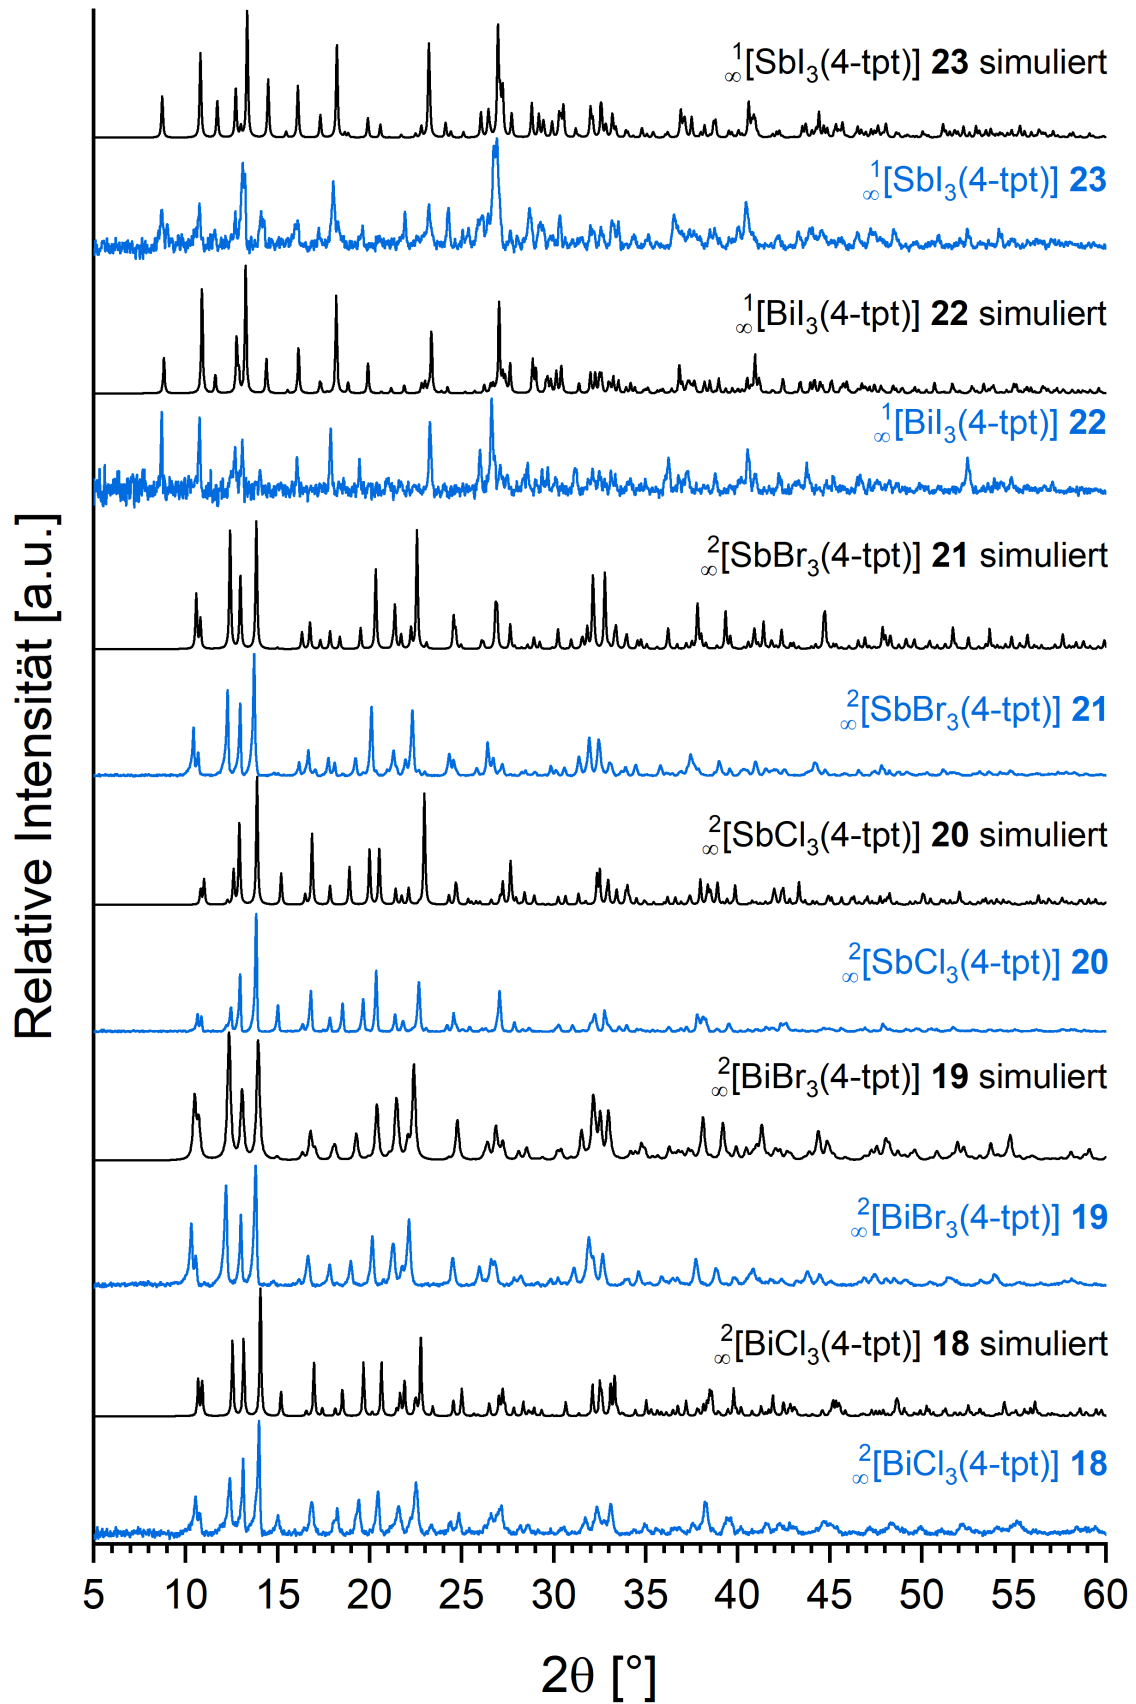 ¹∞[SbI₃(4-tpt)] 23 simuliert
¹∞[SbI₃(4-tpt)] 23
¹∞[BiI₃(4-tpt)] 22 simuliert
¹∞[BiI₃(4-tpt)] 22
²∞[SbBr₃(4-tpt)] 21 simuliert
²∞[SbBr₃(4-tpt)] 21
²∞[SbCl₃(4-tpt)] 20 simuliert
²∞[SbCl₃(4-tpt)] 20
²∞[BiBr₃(4-tpt)] 19 simuliert
²∞[BiBr₃(4-tpt)] 19
²∞[BiCl₃(4-tpt)] 18 simuliert
²∞[BiCl₃(4-tpt)] 18
Relative Intensität [a.u.]
5 10 15 20 25 30 35 40 45 50 55 60
2θ [°]